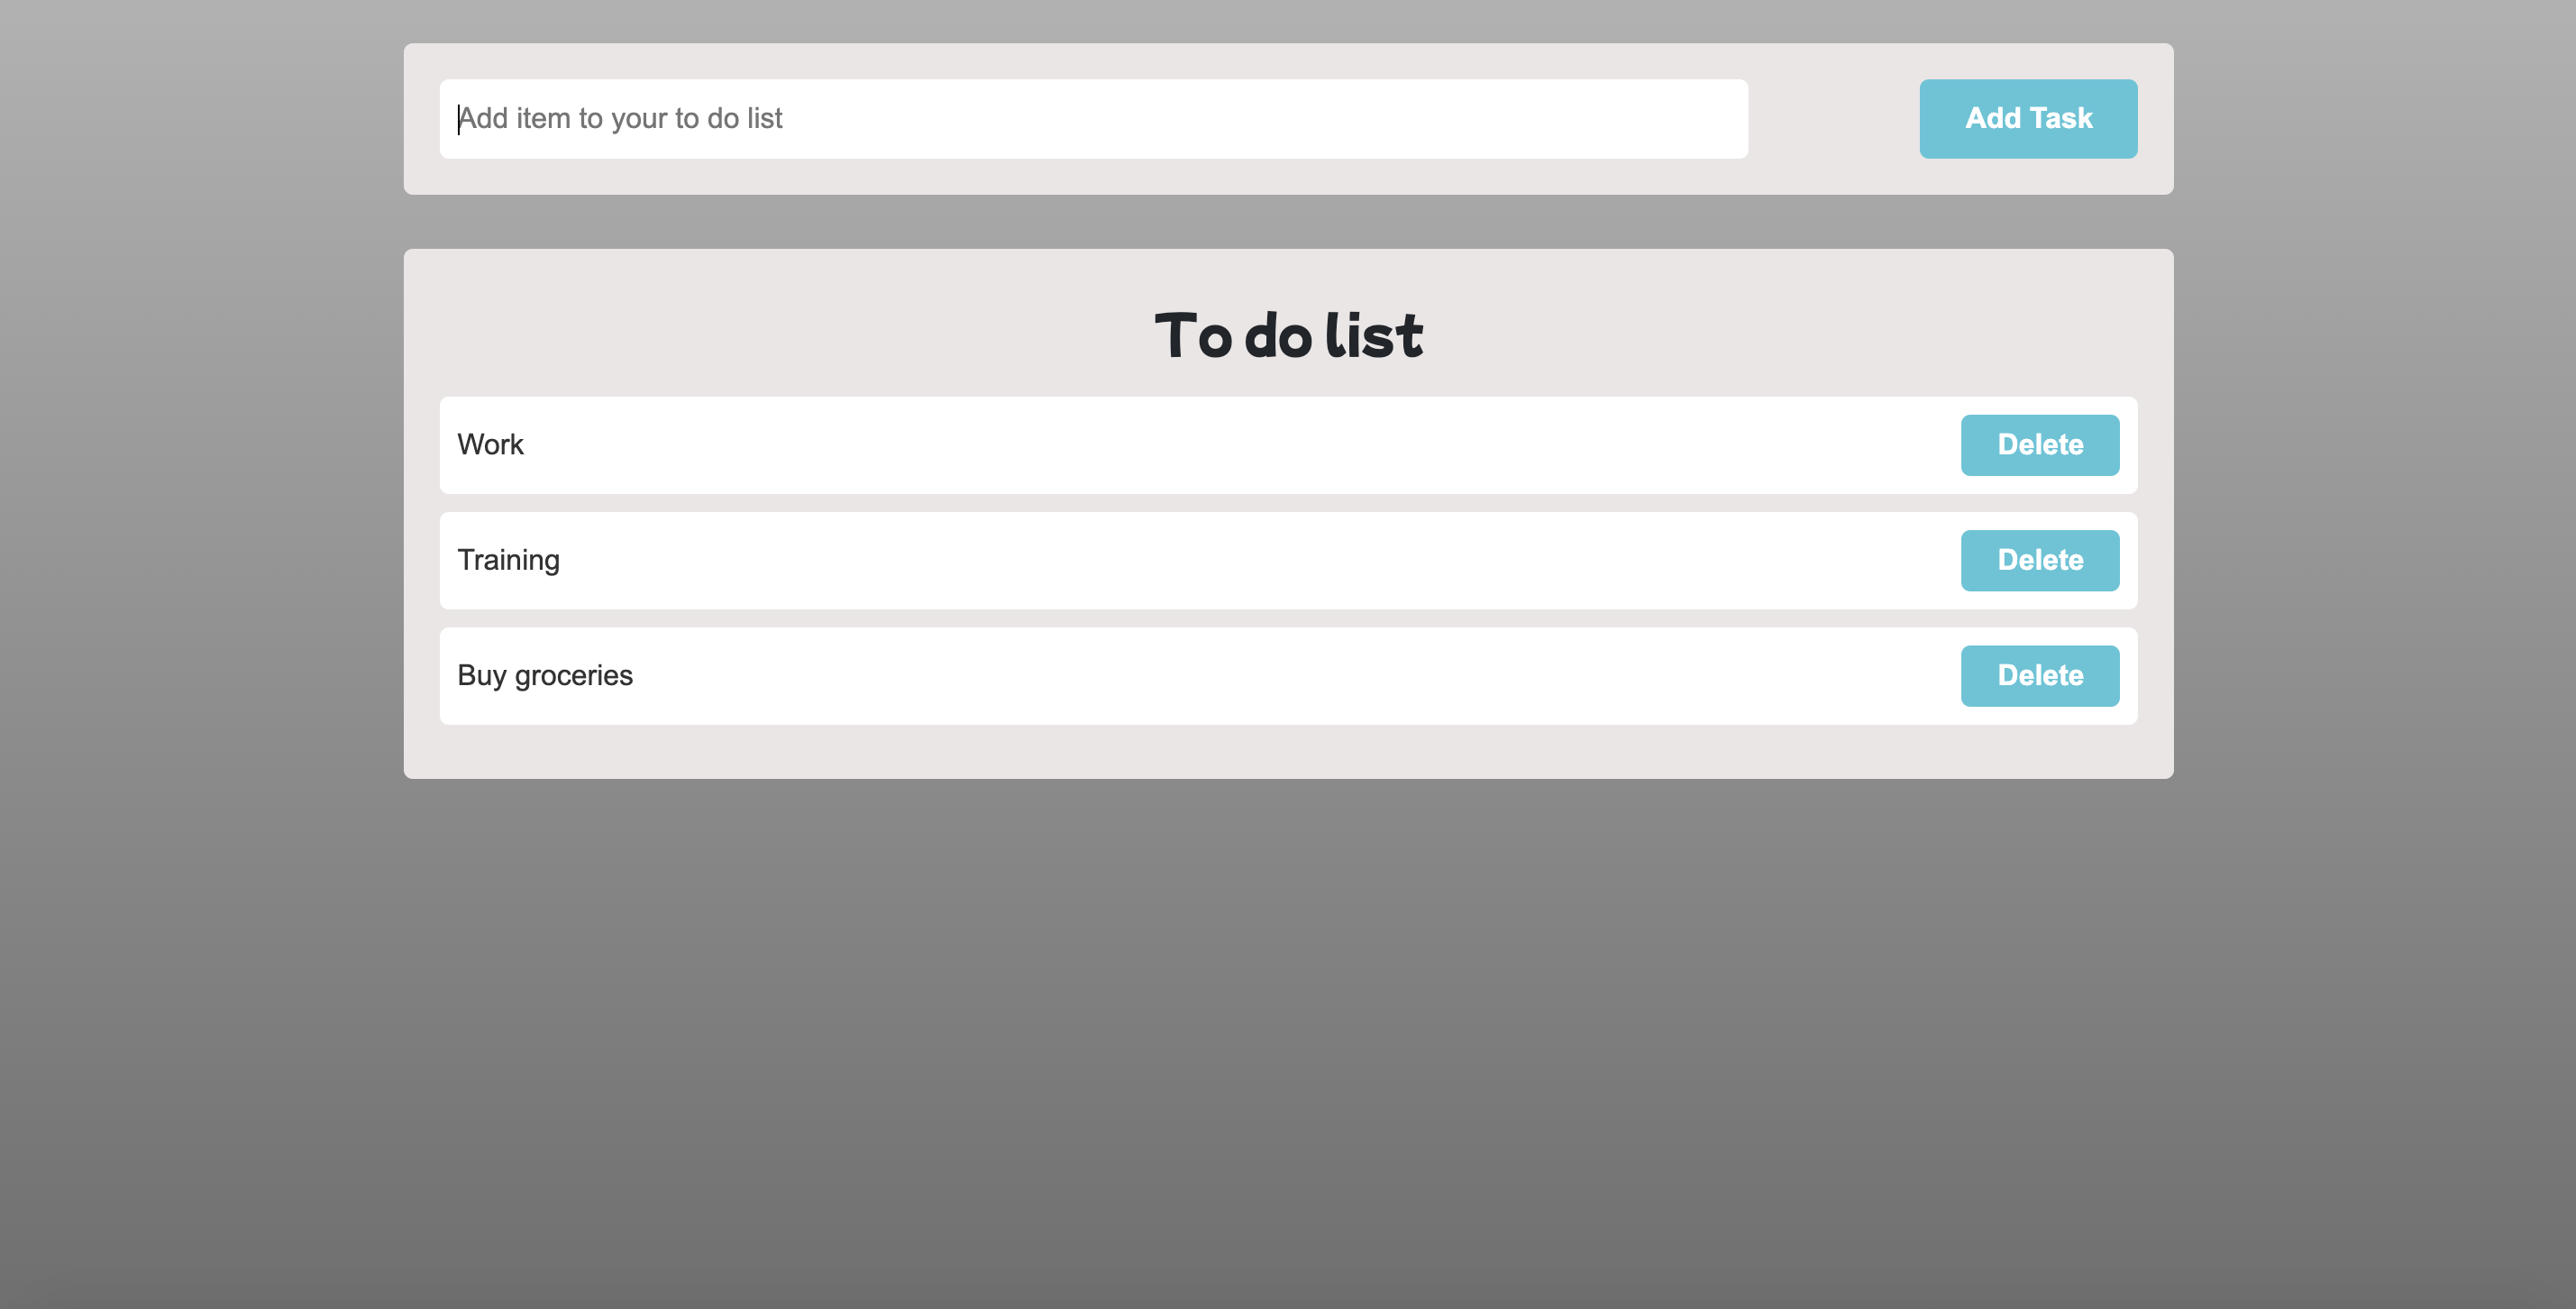 Add item to your to do list
Add Task
To do list
Work
Delete
Training
Delete
Buy groceries
Delete